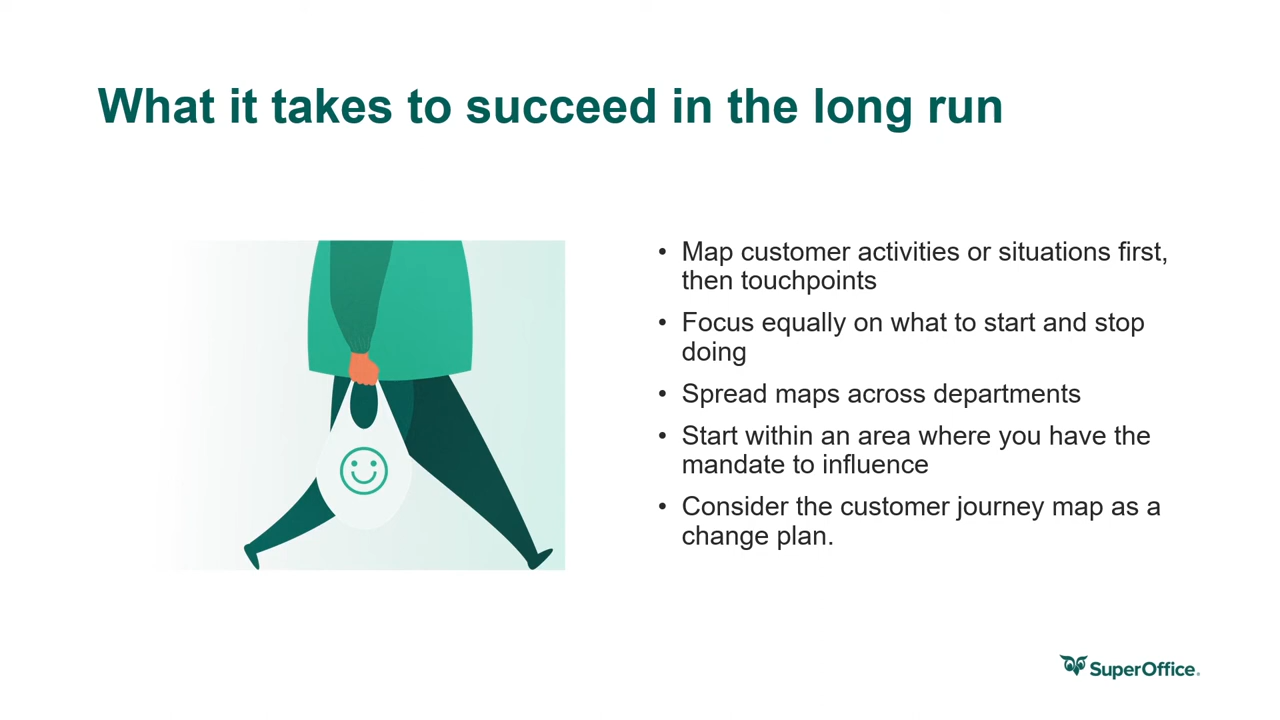 What it takes to succeed in the long run
• Map customer activities or situations first,
then touchpoints
• Focus equally on what to start and stop
doing
• Spread maps across departments
• Start within an area where you have the
mandate to influence
• Consider the customer journey map as a
change plan.
SuperOffice.